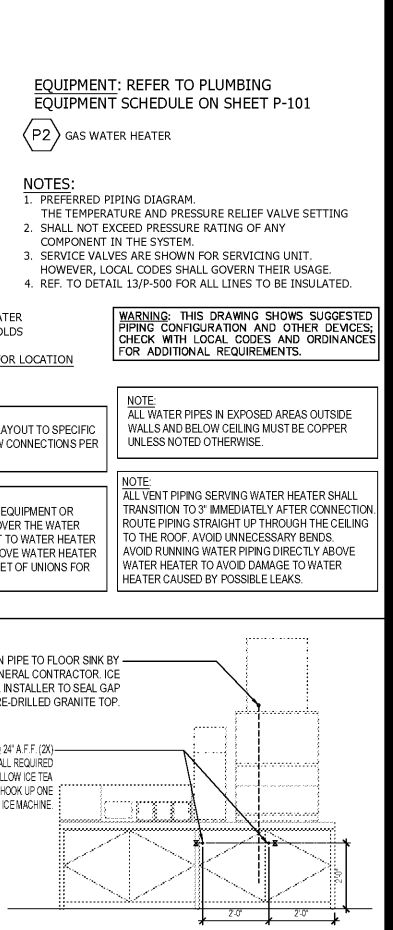 EQUIPMENT: REFER TO PLUMBING
EQUIPMENT SCHEDULE ON SHEET P-101
P2 GAS WATER HEATER
NOTES:
1. PREFERRED PIPING DIAGRAM.
THE TEMPERATURE AND PRESSURE RELIEF VALVE SETTING
2. SHALL NOT EXCEED PRESSURE RATING OF ANY
COMPONENT IN THE SYSTEM.
3. SERVICE VALVES ARE SHOWN FOR SERVICING UNIT.
HOWEVER, LOCAL CODES SHALL GOVERN THEIR USAGE.
4. REF. TO DETAIL 13/P-500 FOR ALL LINES TO BE INSULATED.
ATER
OLDS
OR LOCATION
WARNING: THIS DRAWING SHOWS SUGGESTED
PIPING CONFIGURATION AND OTHER DEVICES;
CHECK WITH LOCAL CODES AND ORDINANCES
FOR ADDITIONAL REQUIREMENTS.
AYOUT TO SPECIFIC
W CONNECTIONS PER
NOTE:
ALL WATER PIPES IN EXPOSED AREAS OUTSIDE
WALLS AND BELOW CEILING MUST BE COPPER
UNLESS NOTED OTHERWISE.
EQUIPMENT OR
OVER THE WATER
T TO WATER HEATER
OVE WATER HEATER
ET OF UNIONS FOR
NOTE:
ALL VENT PIPING SERVING WATER HEATER SHALL
TRANSITION TO 3" IMMEDIATELY AFTER CONNECTION.
ROUTE PIPING STRAIGHT UP THROUGH THE CEILING
TO THE ROOF. AVOID UNNECESSARY BENDS.
AVOID RUNNING WATER PIPING DIRECTLY ABOVE
WATER HEATER TO AVOID DAMAGE TO WATER
HEATER CAUSED BY POSSIBLE LEAKS.
N PIPE TO FLOOR SINK BY
NERAL CONTRACTOR. ICE
INSTALLER TO SEAL GAP
RE-DRILLED GRANITE TOP.
24" A.F.F. (2X)
ALL REQUIRED
LLOW ICE TEA
HOOK UP ONE
ICE MACHINE.
2'-0"
2'-0"
2'-0"